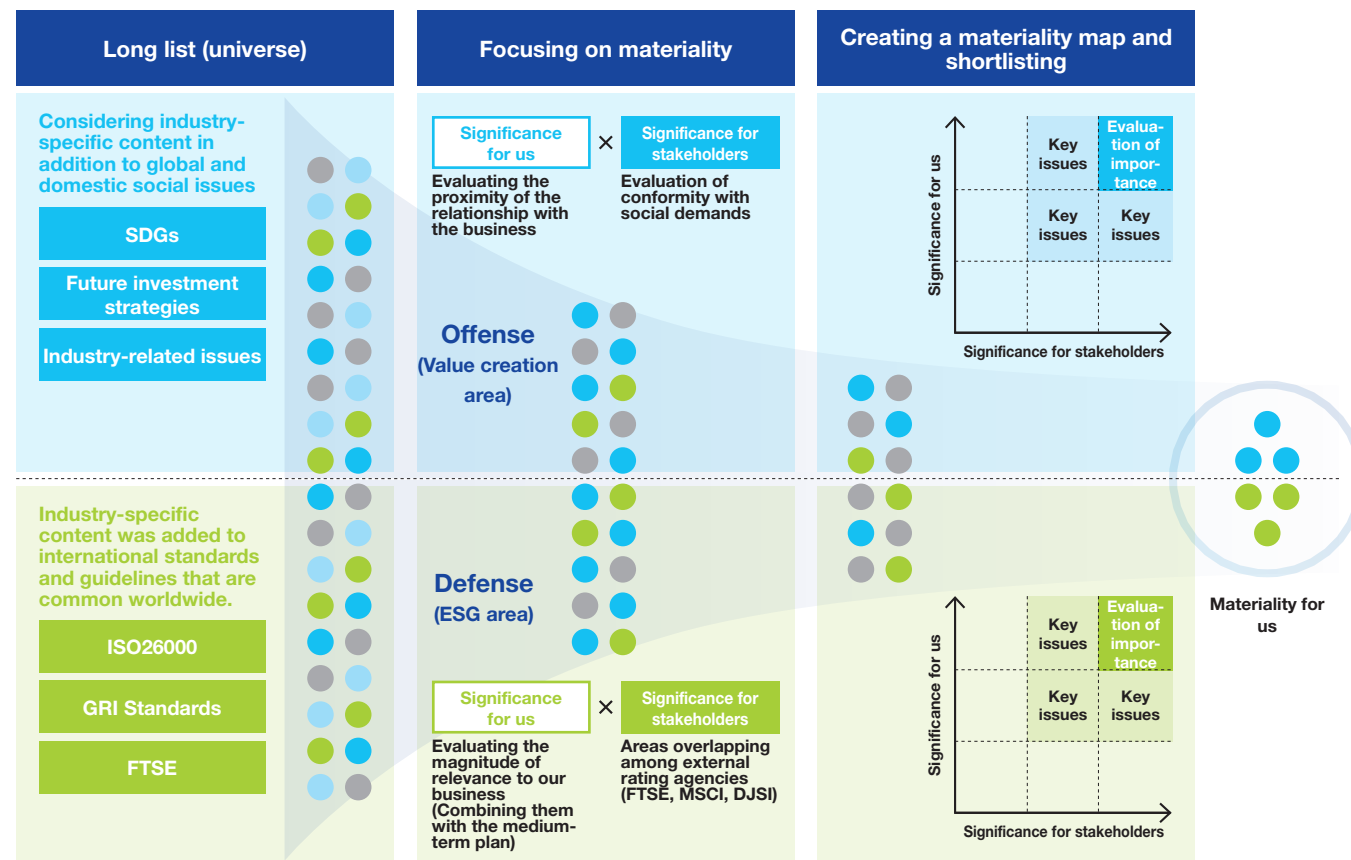 Long list (universe)
Focusing on materiality
Creating a materiality map and
shortlisting
Considering industry-
specific content in
addition to global and
domestic social issues
SDGs
Future investment
strategies
Industry-related issues
Significance
for us
×
Significance for
stakeholders
Evaluating the
proximity of the
relationship with
the business
Evaluation of
conformity with
social demands
Offense
(Value creation
area)
Significance for us
Key
issues
Evalua-
tion of
impor-
tance
Key
issues
Key
issues
Significance for stakeholders
Industry-specific
content was added to
international standards
and guidelines that are
common worldwide.
ISO26000
GRI Standards
FTSE
Defense
(ESG area)
Significance
for us
×
Significance for
stakeholders
Evaluating the
magnitude of
relevance to our
business
(Combining them
with the medium-
term plan)
Areas overlapping
among external
rating agencies
(FTSE, MSCI, DJSI)
Significance for us
Key
issues
Evalua-
tion of
impor-
tance
Key
issues
Key
issues
Significance for stakeholders
Materiality for
us